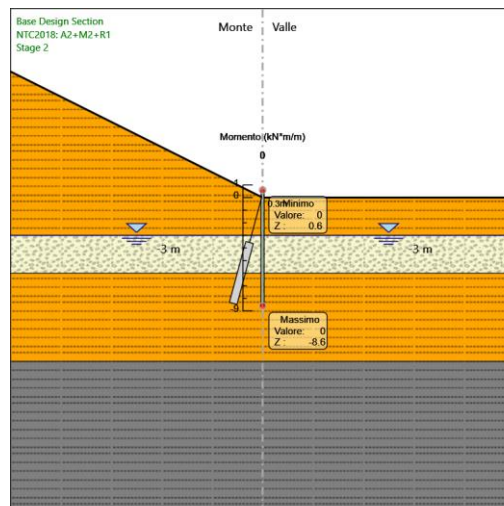 Base Design Section
NTC2018: A2+M2+R1
Stage 2
Monte Valle
Momento (kN*m/m)
0
1
0
0.3m
Minimo
Valore: 0
Z : 0.6
-3 m
-3 m
-9
Massimo
Valore: 0
Z : -8.6